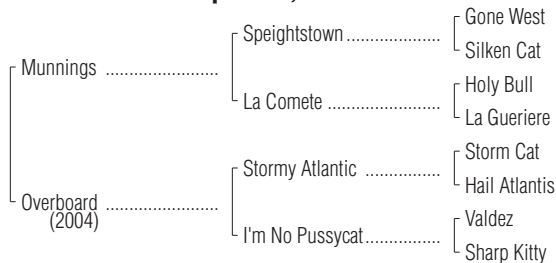 Gone West
Speightstown ..................
Silken Cat
Munnings .......................
Holy Bull
La Comete .....................
La Gueriere
Storm Cat
Stormy Atlantic ...............
Hail Atlantis
Overboard .......................
(2004)
Valdez
I'm No Pussycat...............
Sharp Kitty